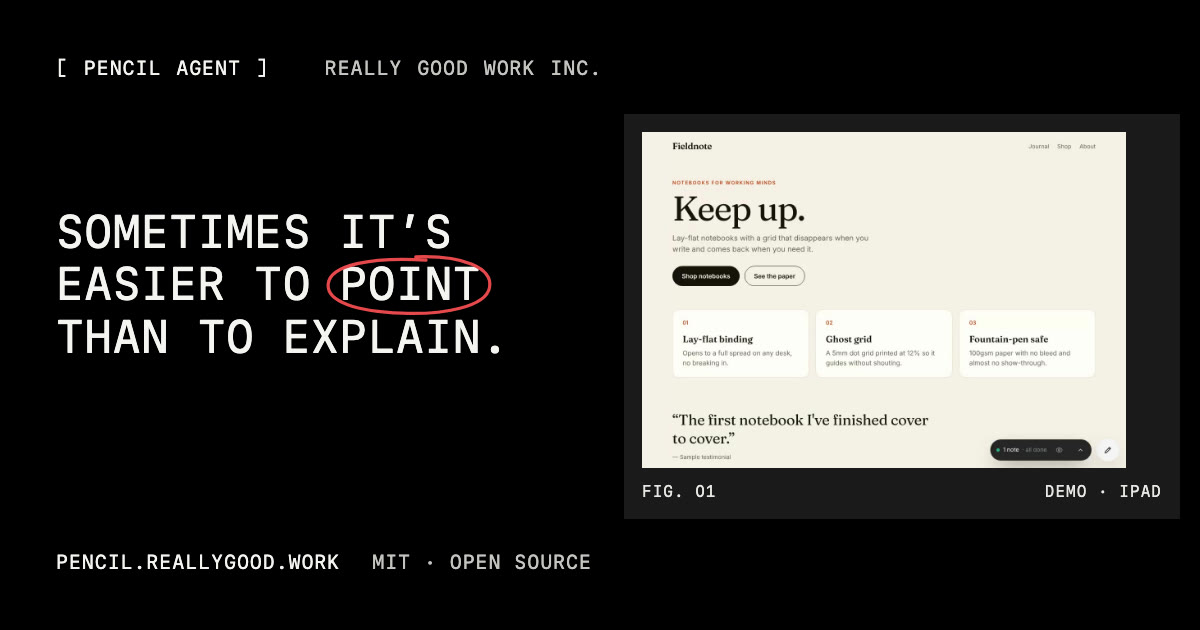 [ PENCIL AGENT ]
REALLY GOOD WORK INC.
SOMETIMES IT’S
EASIER TO POINT
THAN TO EXPLAIN.
Fieldnote
Journal Shop About
NOTEBOOKS FOR WORKING MINDS
Keep up.
Lay-flat notebooks with a grid that disappears when you
write and comes back when you need it.
Shop notebooks
See the paper
01
Lay-flat binding
Opens to a full spread on any desk,
no breaking in.
02
Ghost grid
A 5mm dot grid printed at 12% so it
guides without shouting.
03
Fountain-pen safe
100gsm paper with no bleed and
almost no show-through.
“The first notebook I've finished cover
to cover.”
— Sample testimonial
1 note · all done
FIG. 01
DEMO · IPAD
PENCIL.REALLYGOOD.WORK
MIT · OPEN SOURCE